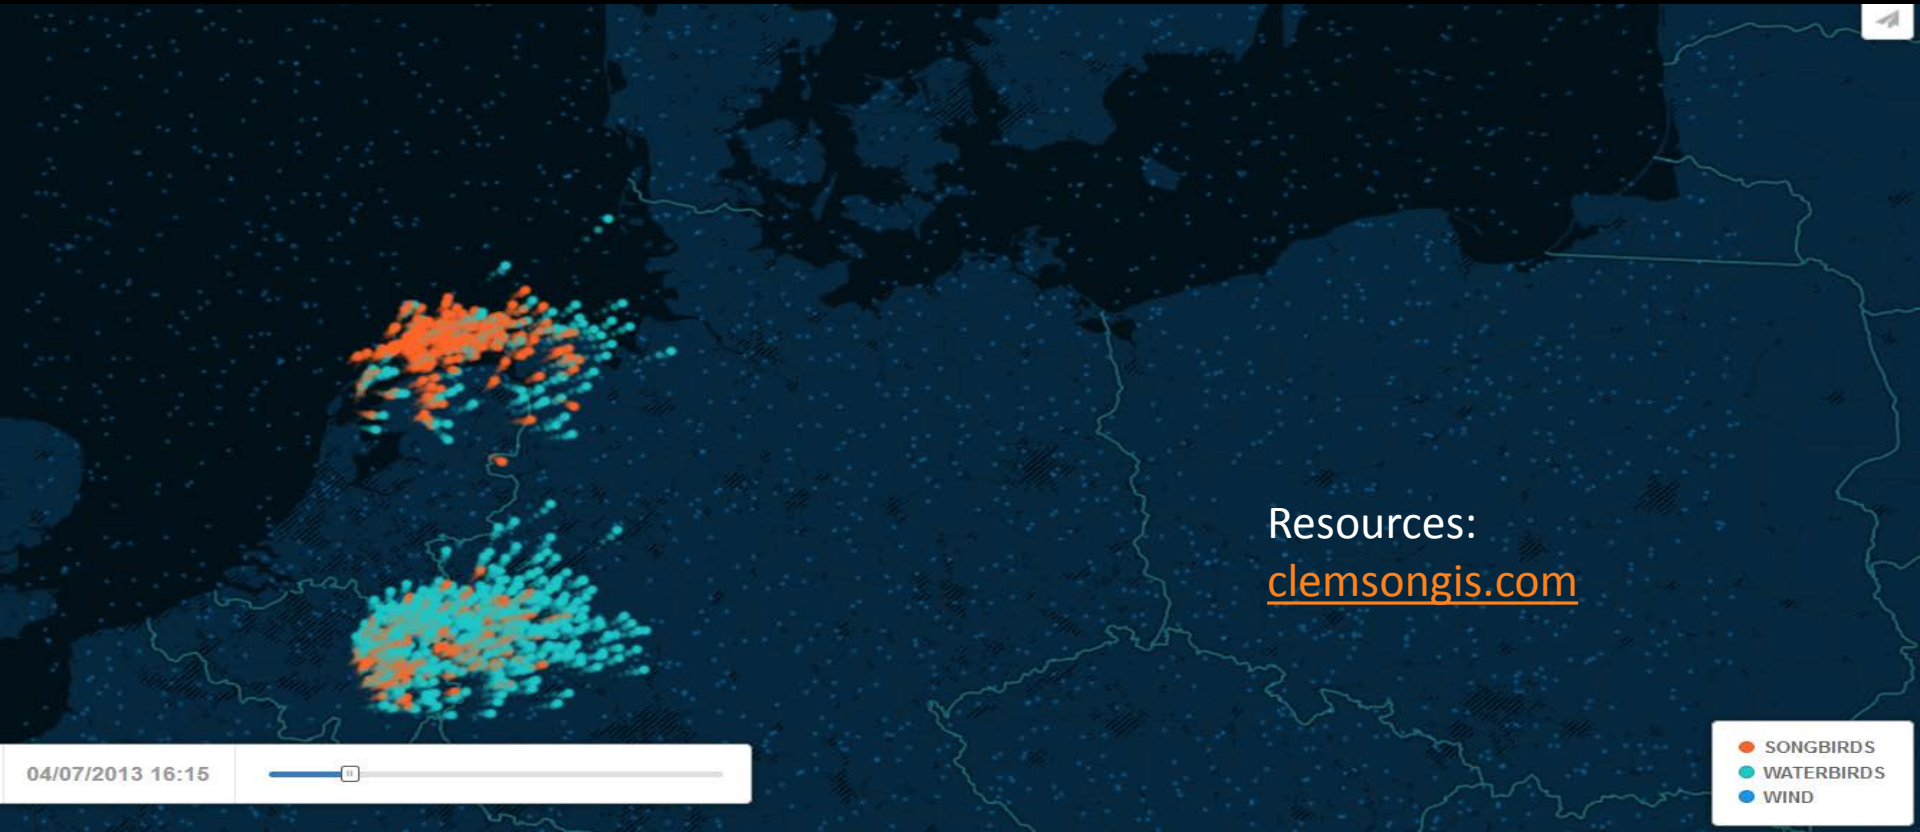 Resources:
clemsongis.com
04/07/2013 16:15
SONGBIRDS
WATERBIRDS
WIND